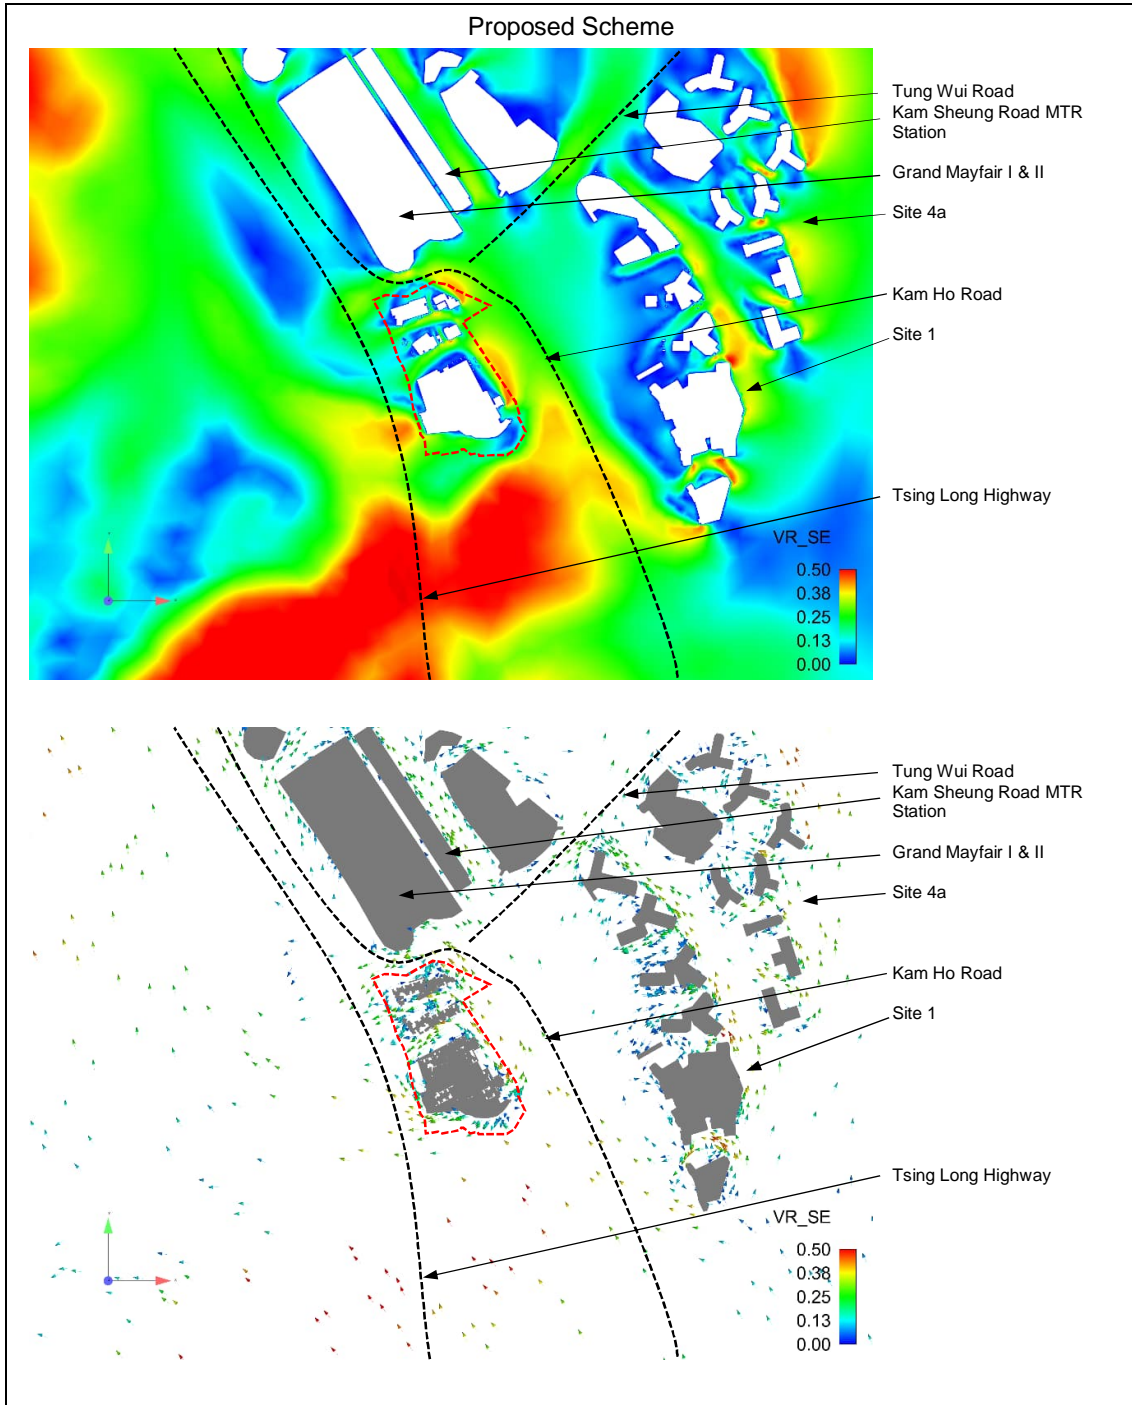 Proposed Scheme
Tung Wui Road
Kam Sheung Road MTR
Station
Grand Mayfair I & II
Site 4a
Kam Ho Road
Site 1
Tsing Long Highway
VR_SE
0.50
0.38
0.25
0.13
0.00
Tung Wui Road
Kam Sheung Road MTR
Station
Grand Mayfair I & II
Site 4a
Kam Ho Road
Site 1
Tsing Long Highway
VR_SE
0.50
0.38
0.25
0.13
0.00